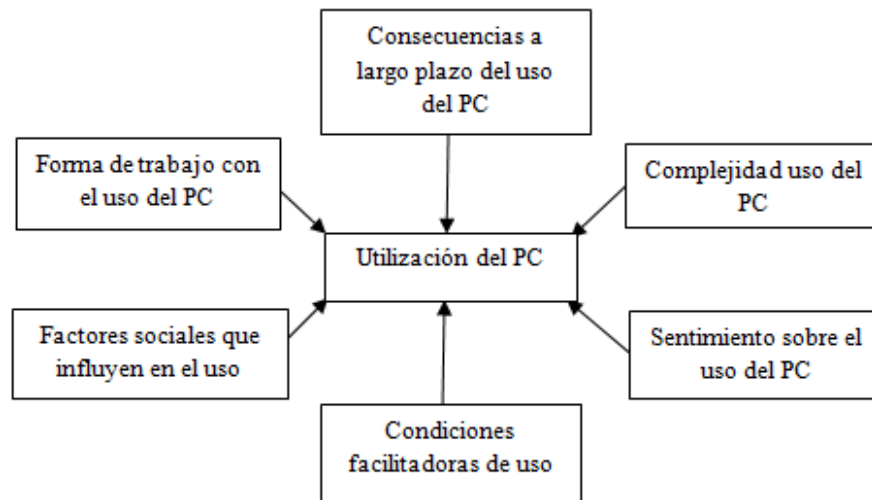 Consecuencias a
largo plazo del uso
del PC
Forma de trabajo con
el uso del PC
Complejidad uso del
PC
Utilización del PC
Factores sociales que
influyen en el uso
Sentimiento sobre el
uso del PC
Condiciones
facilitadoras de uso